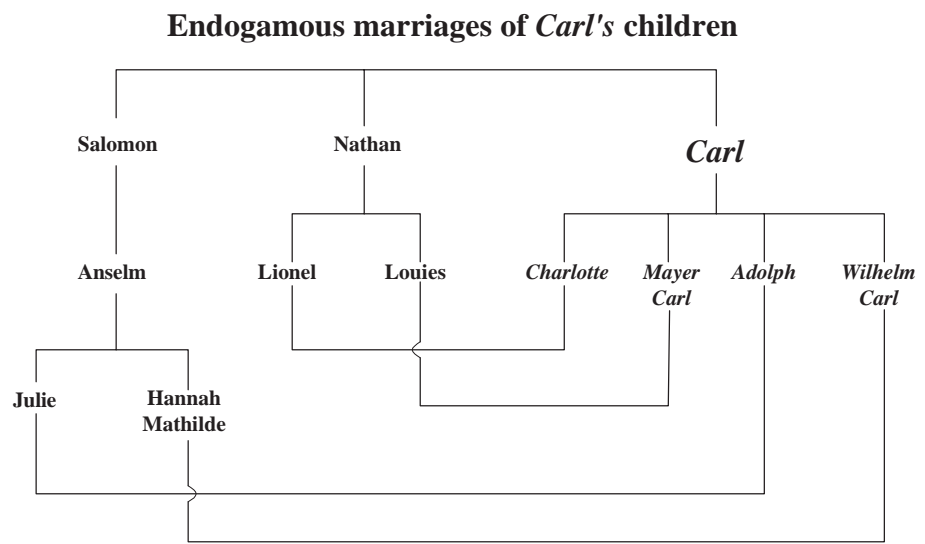 Endogamous marriages of Carl's children
Salomon
Nathan
Carl
Anselm
Lionel
Louies
Charlotte
Mayer
Carl
Adolph
Wilhelm
Carl
Julie
Hannah
Mathilde